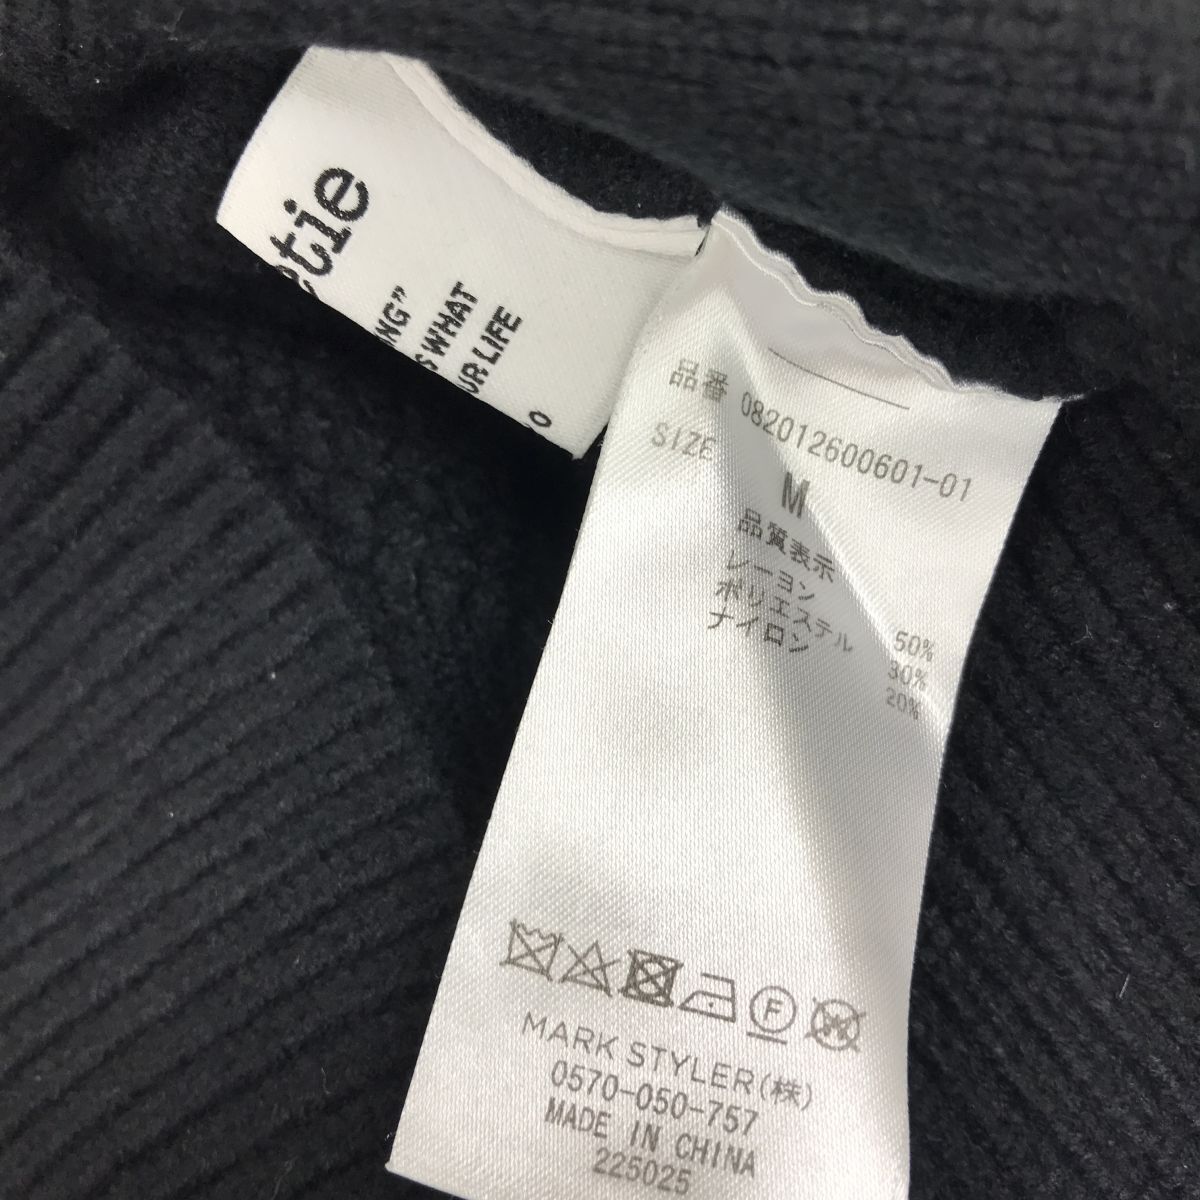 tie
NG"
S WHAT
UR LIFE
品番 082012600601-01
SIZE M
品質表示
レーヨン 50%
ポリエステル 30%
ナイロン 20%
F
MARK STYLER(株)
0570-050-757
MADE IN CHINA
225025